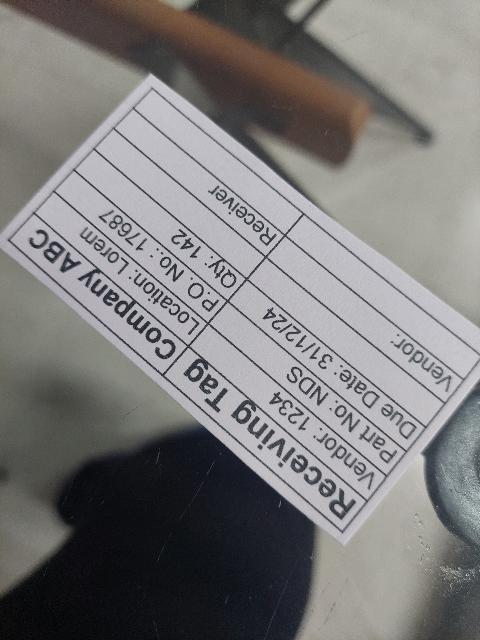 Receiving Tag Company ABC
Vendor: 1234 Location: Lorem
Part No: NDS P.O. No.: 17687
Due Date: 31/12/24 Qty: 142
Vendor: Receiver